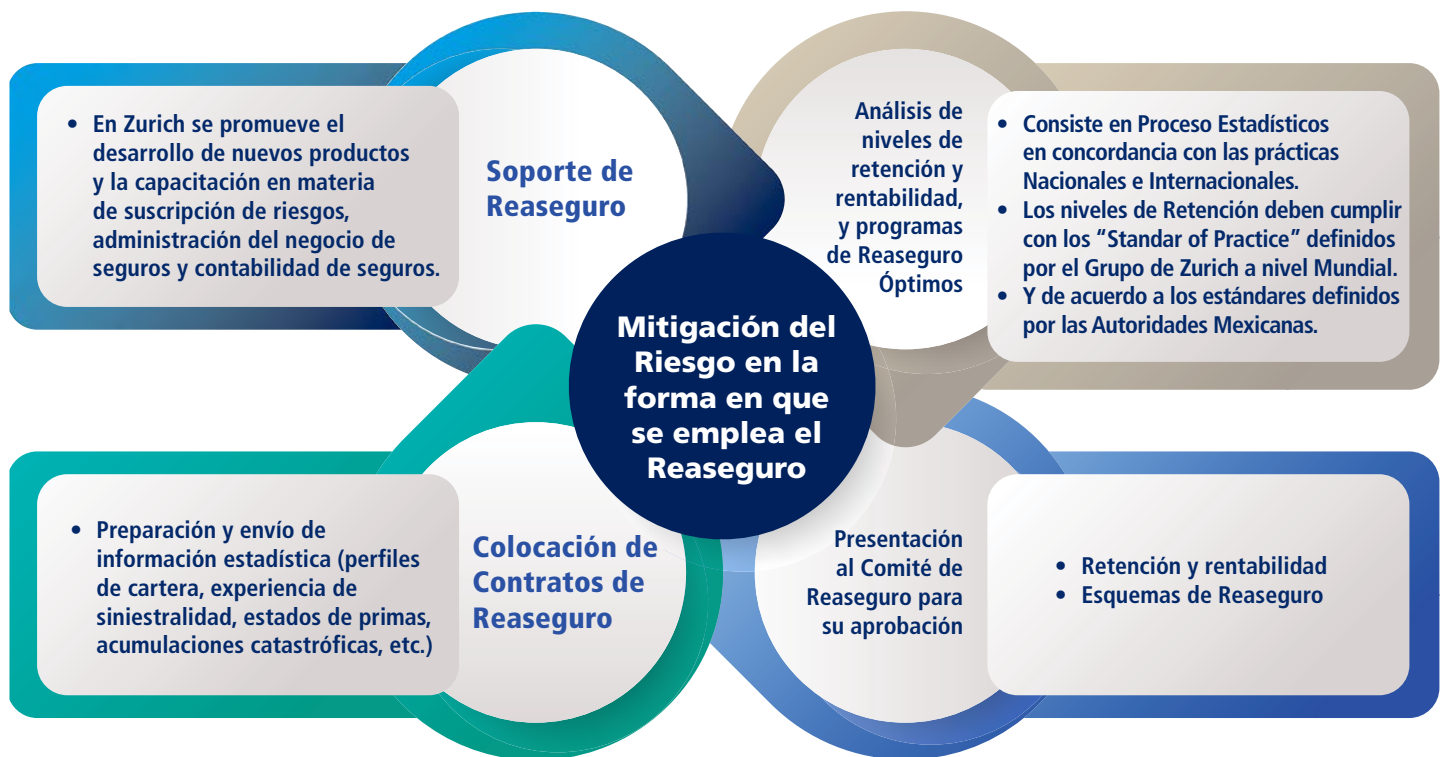 • En Zurich se promueve el
desarrollo de nuevos productos
y la capacitación en materia
de suscripción de riesgos,
administración del negocio de
seguros y contabilidad de seguros.
Soporte de
Reaseguro
Análisis de
niveles de
retención y
rentabilidad,
y programas
de Reaseguro
Óptimos
• Consiste en Proceso Estadísticos
en concordancia con las prácticas
Nacionales e Internacionales.
• Los niveles de Retención deben cumplir
con los “Standar of Practice” definidos
por el Grupo de Zurich a nivel Mundial.
• Y de acuerdo a los estándares definidos
por las Autoridades Mexicanas.
Mitigación del
Riesgo en la
forma en que
se emplea el
Reaseguro
• Preparación y envío de
información estadística (perfiles
de cartera, experiencia de
siniestralidad, estados de primas,
acumulaciones catastróficas, etc.)
Colocación de
Contratos de
Reaseguro
Presentación
al Comité de
Reaseguro para
su aprobación
• Retención y rentabilidad
• Esquemas de Reaseguro